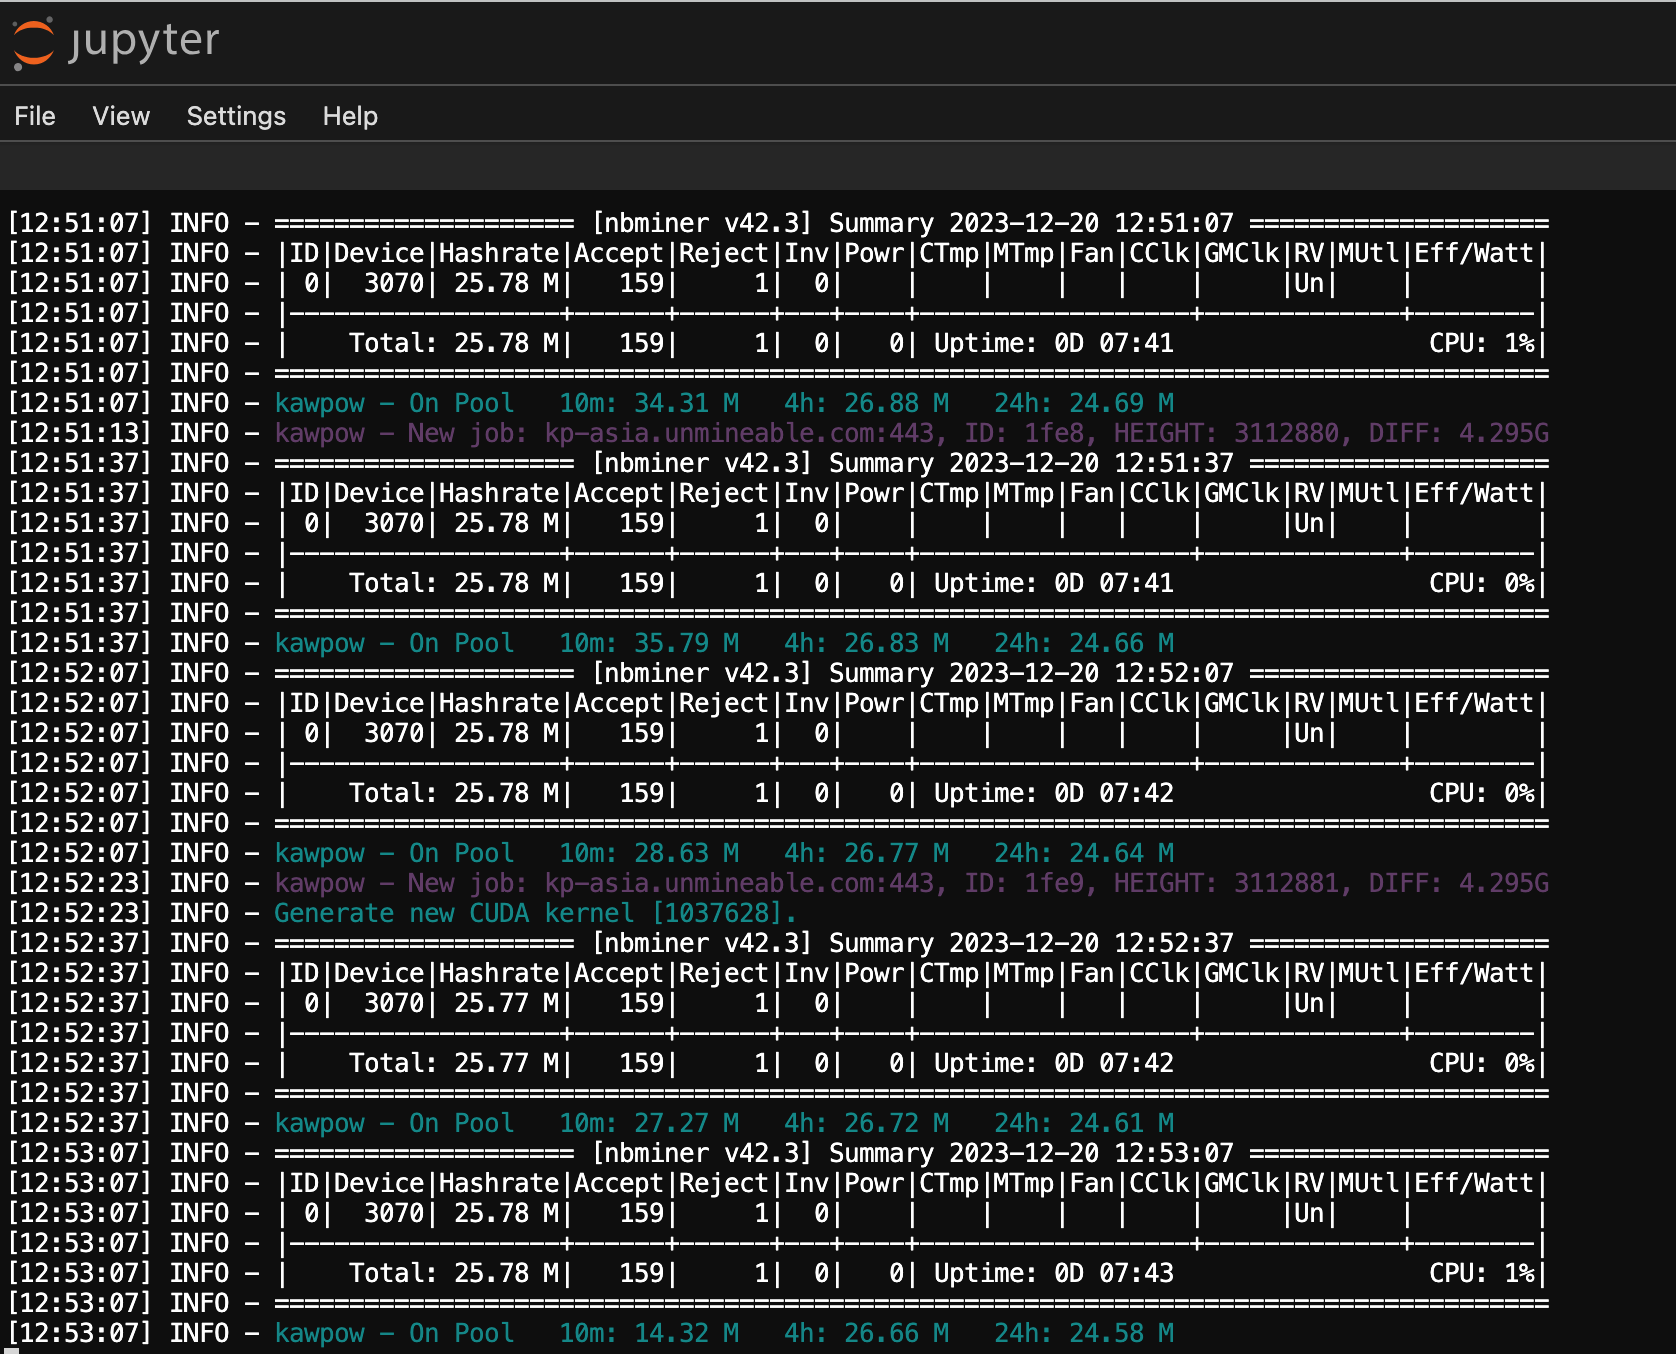 jupyter
File View Settings Help
[12:51:07] INFO - ==================== [nbminer v42.3] Summary 2023-12-20 12:51:07 ====================
[12:51:07] INFO - |ID|Device|Hashrate|Accept|Reject|Inv|Powr|CTmp|MTmp|Fan|CClk|GMClk|RV|MUtl|Eff/Watt|
[12:51:07] INFO - | 0|  3070| 25.78 M|   159|     1|  0|    |    |    |   |    |     |Un|    |        |
[12:51:07] INFO - |------------------+------+------+---+----+------------------+-------------+--------|
[12:51:07] INFO - |    Total: 25.78 M|   159|     1|  0|   0| Uptime: 0D 07:41                 CPU: 1%|
[12:51:07] INFO - =====================================================================================
[12:51:07] INFO - kawpow - On Pool   10m: 34.31 M   4h: 26.88 M   24h: 24.69 M
[12:51:13] INFO - kawpow - New job: kp-asia.unmineable.com:443, ID: 1fe8, HEIGHT: 3112880, DIFF: 4.295G
[12:51:37] INFO - ==================== [nbminer v42.3] Summary 2023-12-20 12:51:37 ====================
[12:51:37] INFO - |ID|Device|Hashrate|Accept|Reject|Inv|Powr|CTmp|MTmp|Fan|CClk|GMClk|RV|MUtl|Eff/Watt|
[12:51:37] INFO - | 0|  3070| 25.78 M|   159|     1|  0|    |    |    |   |    |     |Un|    |        |
[12:51:37] INFO - |------------------+------+------+---+----+------------------+-------------+--------|
[12:51:37] INFO - |    Total: 25.78 M|   159|     1|  0|   0| Uptime: 0D 07:41                 CPU: 0%|
[12:51:37] INFO - =====================================================================================
[12:51:37] INFO - kawpow - On Pool   10m: 35.79 M   4h: 26.83 M   24h: 24.66 M
[12:52:07] INFO - ==================== [nbminer v42.3] Summary 2023-12-20 12:52:07 ====================
[12:52:07] INFO - |ID|Device|Hashrate|Accept|Reject|Inv|Powr|CTmp|MTmp|Fan|CClk|GMClk|RV|MUtl|Eff/Watt|
[12:52:07] INFO - | 0|  3070| 25.78 M|   159|     1|  0|    |    |    |   |    |     |Un|    |        |
[12:52:07] INFO - |------------------+------+------+---+----+------------------+-------------+--------|
[12:52:07] INFO - |    Total: 25.78 M|   159|     1|  0|   0| Uptime: 0D 07:42                 CPU: 0%|
[12:52:07] INFO - =====================================================================================
[12:52:07] INFO - kawpow - On Pool   10m: 28.63 M   4h: 26.77 M   24h: 24.64 M
[12:52:23] INFO - kawpow - New job: kp-asia.unmineable.com:443, ID: 1fe9, HEIGHT: 3112881, DIFF: 4.295G
[12:52:23] INFO - Generate new CUDA kernel [1037628].
[12:52:37] INFO - ==================== [nbminer v42.3] Summary 2023-12-20 12:52:37 ====================
[12:52:37] INFO - |ID|Device|Hashrate|Accept|Reject|Inv|Powr|CTmp|MTmp|Fan|CClk|GMClk|RV|MUtl|Eff/Watt|
[12:52:37] INFO - | 0|  3070| 25.77 M|   159|     1|  0|    |    |    |   |    |     |Un|    |        |
[12:52:37] INFO - |------------------+------+------+---+----+------------------+-------------+--------|
[12:52:37] INFO - |    Total: 25.77 M|   159|     1|  0|   0| Uptime: 0D 07:42                 CPU: 0%|
[12:52:37] INFO - =====================================================================================
[12:52:37] INFO - kawpow - On Pool   10m: 27.27 M   4h: 26.72 M   24h: 24.61 M
[12:53:07] INFO - ==================== [nbminer v42.3] Summary 2023-12-20 12:53:07 ====================
[12:53:07] INFO - |ID|Device|Hashrate|Accept|Reject|Inv|Powr|CTmp|MTmp|Fan|CClk|GMClk|RV|MUtl|Eff/Watt|
[12:53:07] INFO - | 0|  3070| 25.78 M|   159|     1|  0|    |    |    |   |    |     |Un|    |        |
[12:53:07] INFO - |------------------+------+------+---+----+------------------+-------------+--------|
[12:53:07] INFO - |    Total: 25.78 M|   159|     1|  0|   0| Uptime: 0D 07:43                 CPU: 1%|
[12:53:07] INFO - =====================================================================================
[12:53:07] INFO - kawpow - On Pool   10m: 14.32 M   4h: 26.66 M   24h: 24.58 M